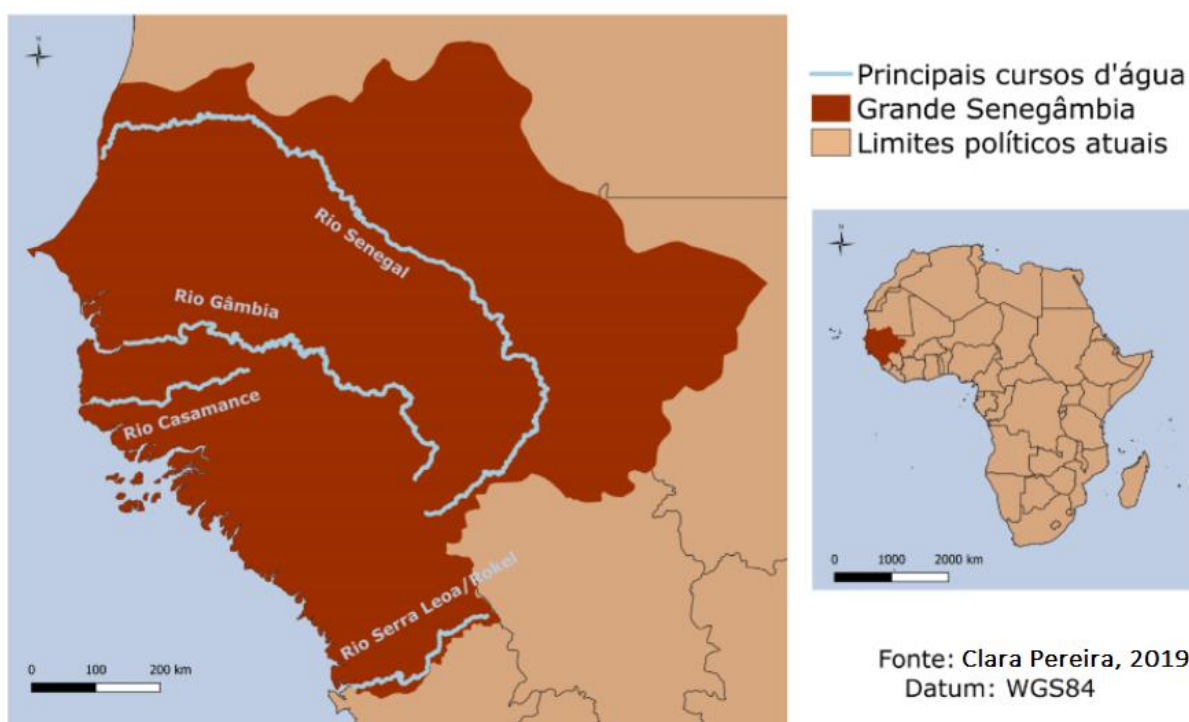 N
Rio Senegal
Rio Gâmbia
Rio Casamance
Rio Serra Leoa/Rokel
0 100 200 km
Principais cursos d'água
Grande Senegâmbia
Limites políticos atuais
N
0 1000 2000 km
Fonte: Clara Pereira, 2019
Datum: WGS84